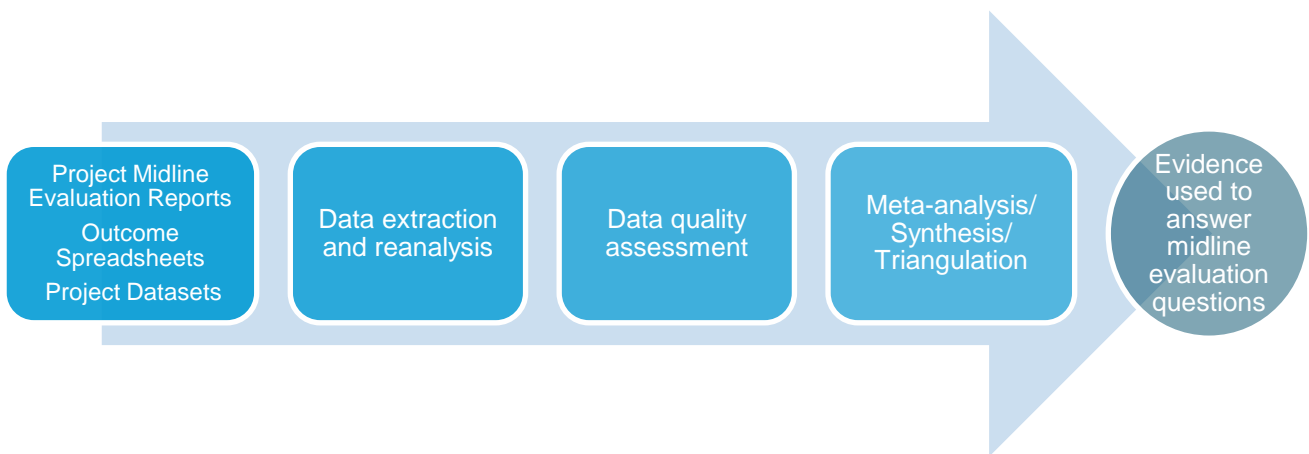 Project Midline
Evaluation Reports
Outcome
Spreadsheets
Project Datasets
Data extraction
and reanalysis
Data quality
assessment
Meta-analysis/
Synthesis/
Triangulation
Evidence
used to
answer
midline
evaluation
questions